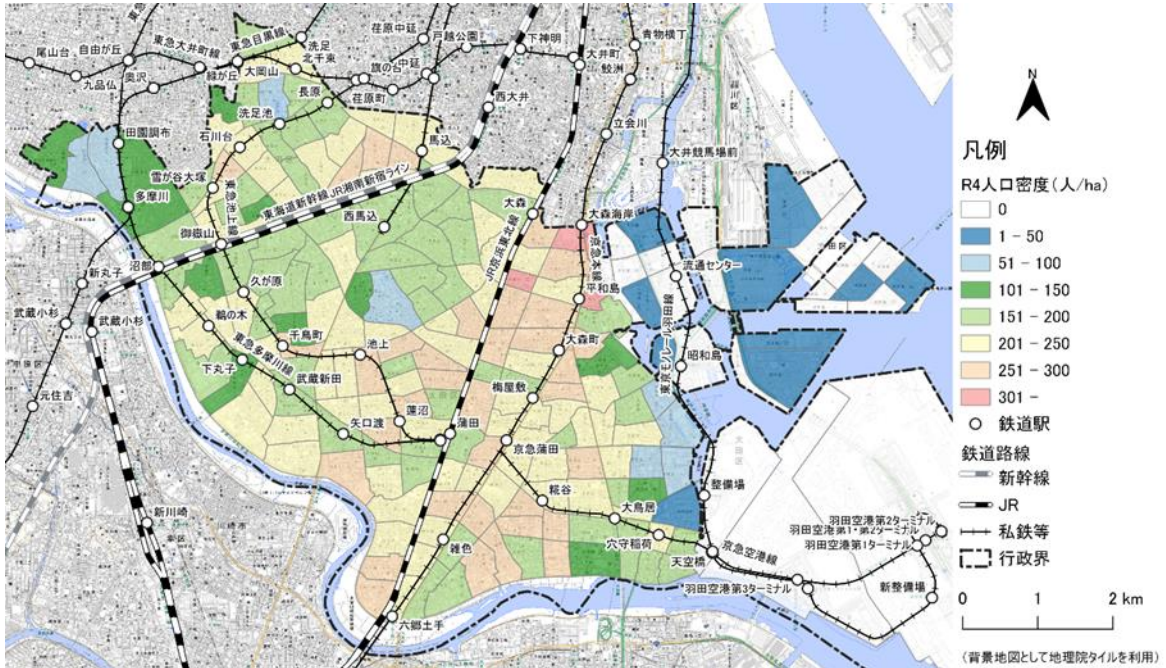 荏原中延
戸越公園
下神明
青物横丁
尾山台
自由が丘
東急大井町線
東急目黒線
洗足
北千束
旗の台
中延
大井町
鮫洲
九品仏
奥沢
緑が丘
大岡山
長原
荏原町
西大井
洗足池
立会川
田園調布
石川台
馬込
大井競馬場前
雪が谷大塚
東急池上線
東海道新幹線
JR湘南新宿ライン
多摩川
西馬込
大森
大森海岸
御嶽山
JR京浜東北線
京急本線
流通センター
沼部
新丸子
久が原
平和島
東京モノレール羽田線
武蔵小杉
武蔵小杉
鵜の木
千鳥町
池上
大森町
昭和島
東急多摩川線
下丸子
武蔵新田
梅屋敷
元住吉
蓮沼
矢口渡
蒲田
京急蒲田
糀谷
整備場
新川崎
大鳥居
雑色
穴守稲荷
天空橋
京急空港線
羽田空港第2ターミナル
羽田空港第1・第2ターミナル
羽田空港第1ターミナル
羽田空港第3ターミナル
新整備場
六郷土手
N
凡例
R4人口密度(人/ha)
0
1 - 50
51 - 100
101 - 150
151 - 200
201 - 250
251 - 300
301 -
鉄道駅
鉄道路線
新幹線
JR
私鉄等
行政界
0 1 2 km
(背景地図として地理院タイルを利用)